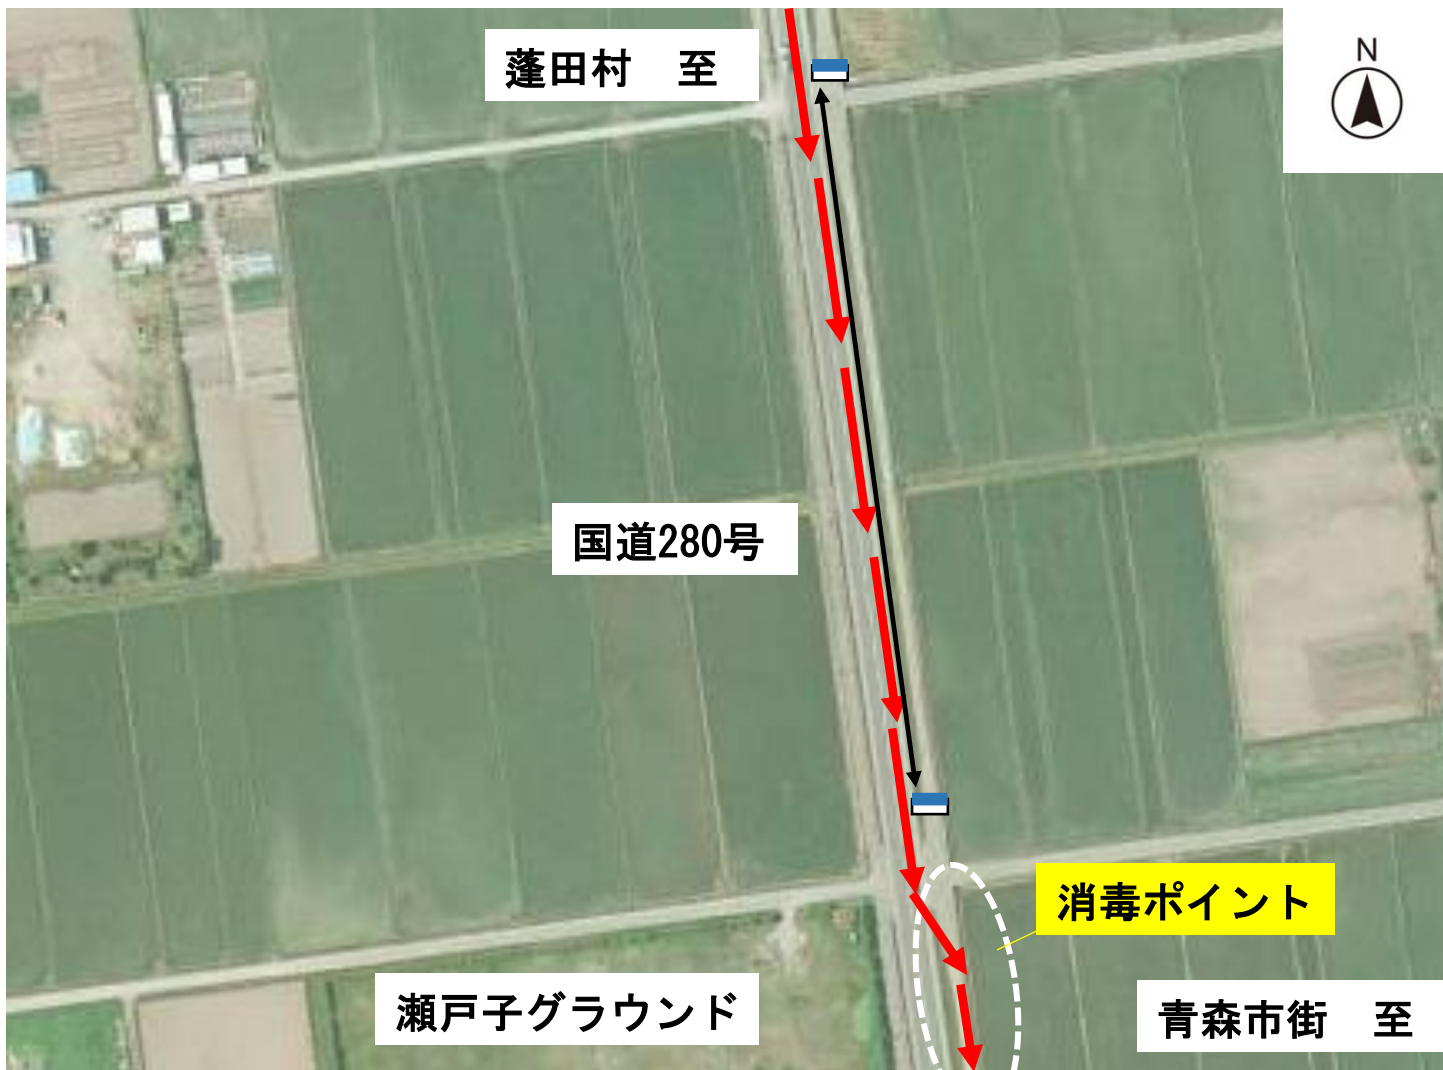 蓬田村　至
N
国道280号
消毒ポイント
瀬戸子グラウンド
青森市街　至